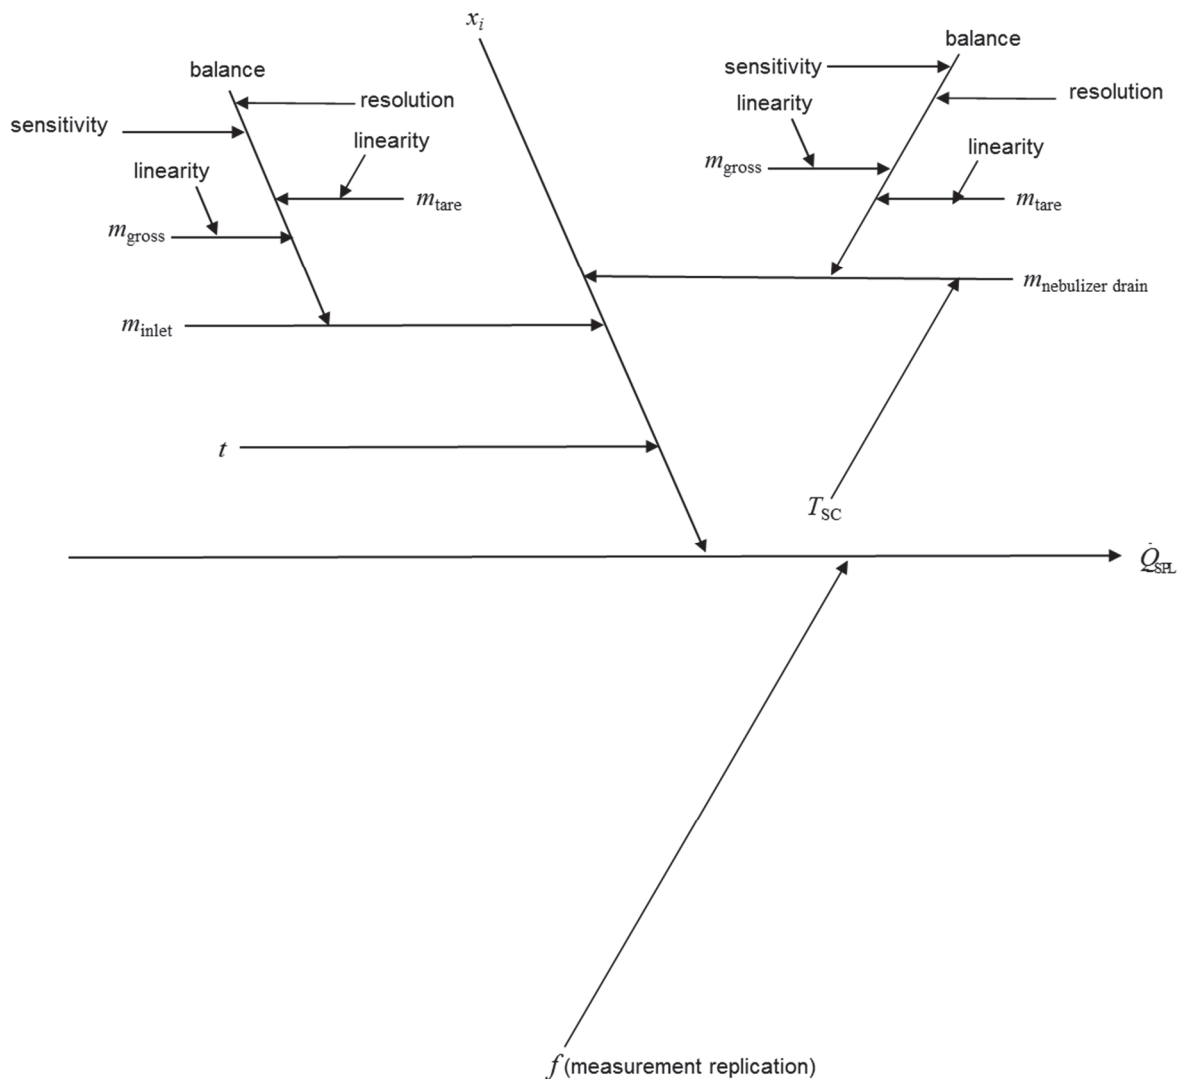 x_i
balance
balance
sensitivity
resolution
resolution
linearity
sensitivity
linearity
linearity
linearity
m_gross
m_tare
m_tare
m_gross
m_nebulizer drain
m_inlet
t
T_SC
Q̇_SPL
f (measurement replication)